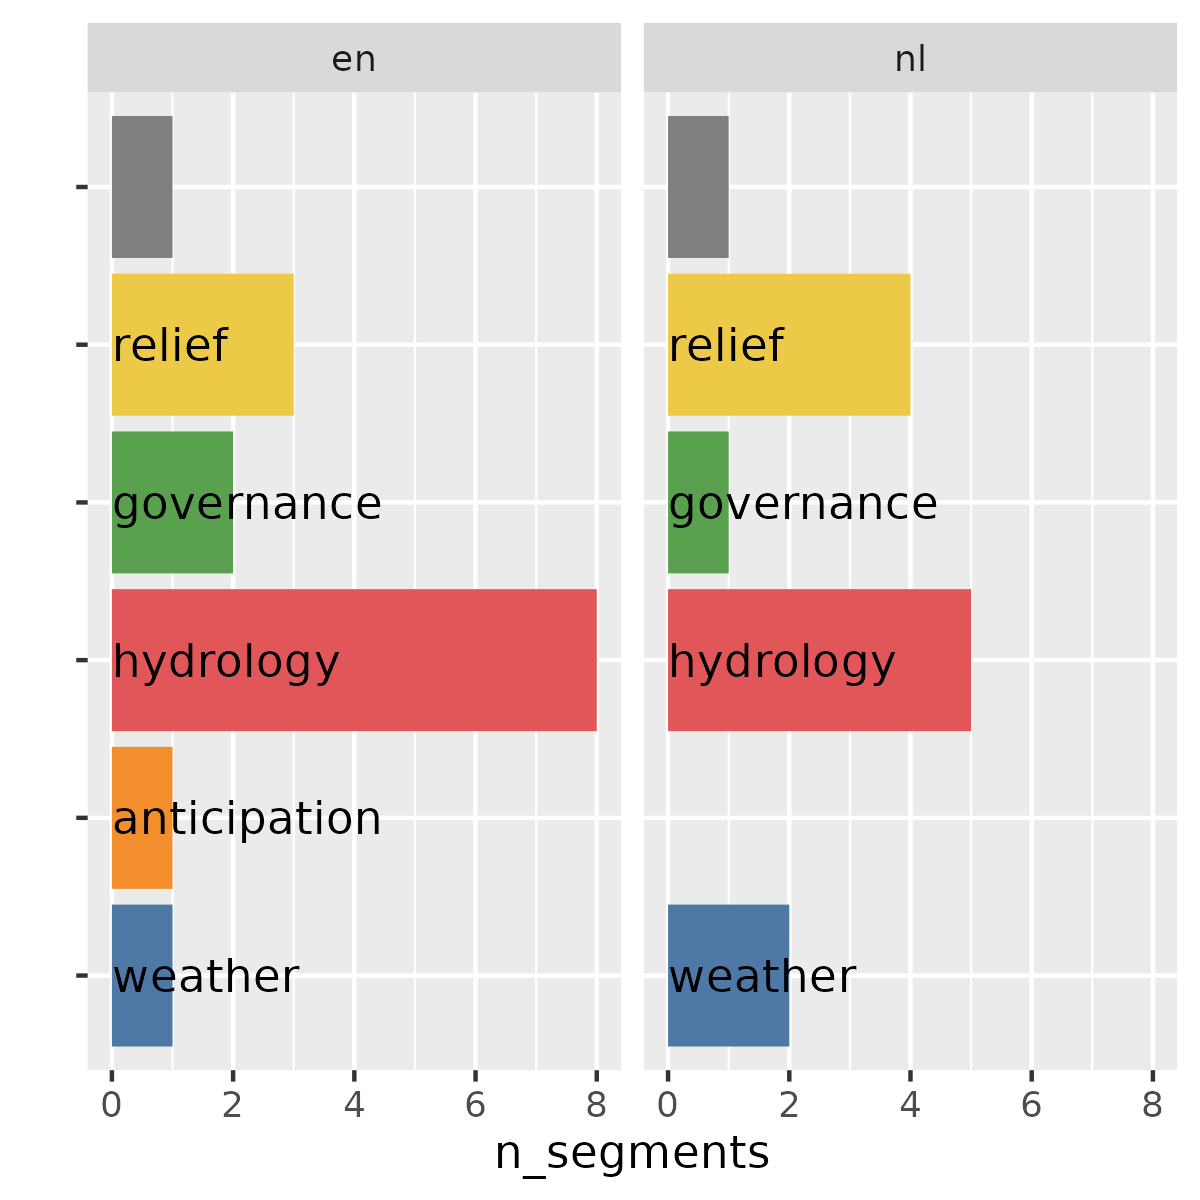 en
nl
relief
relief
governance
governance
hydrology
hydrology
anticipation
weather
weather
0 2 4 6 8
0 2 4 6 8
n_segments